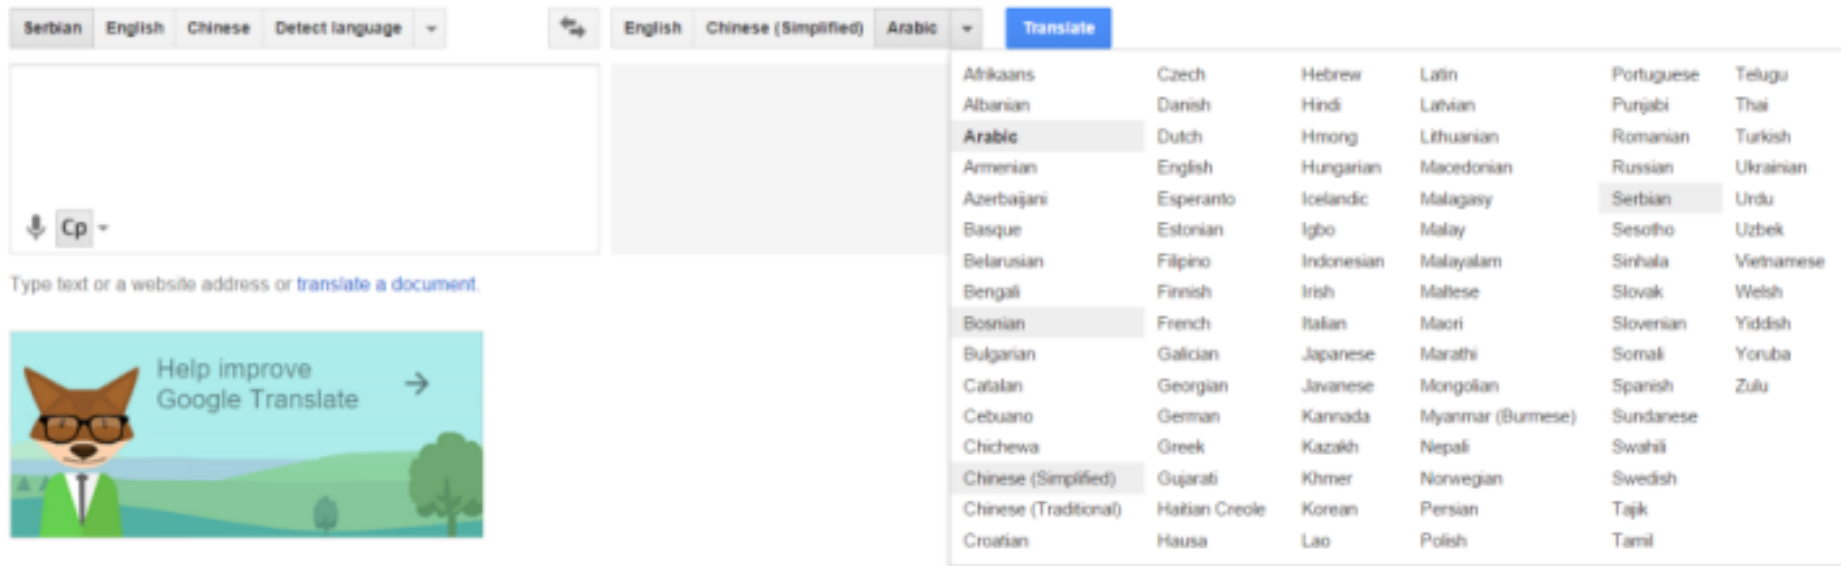 Serbian English Chinese Detect language
English Chinese (Simplified) Arabic
Translate
Cp
Type text or a website address or translate a document.
Help improve
Google Translate
Afrikaans
Albanian
Arabic
Armenian
Azerbaijani
Basque
Belarusian
Bengali
Bosnian
Bulgarian
Catalan
Cebuano
Chichewa
Chinese (Simplified)
Chinese (Traditional)
Croatian
Czech
Danish
Dutch
English
Esperanto
Estonian
Filipino
Finnish
French
Galician
Georgian
German
Greek
Gujarati
Haitian Creole
Hausa
Hebrew
Hindi
Hmong
Hungarian
Icelandic
Igbo
Indonesian
Irish
Italian
Japanese
Javanese
Kannada
Kazakh
Khmer
Korean
Lao
Latin
Latvian
Lithuanian
Macedonian
Malagasy
Malay
Malayalam
Maltese
Maori
Marathi
Mongolian
Myanmar (Burmese)
Nepali
Norwegian
Persian
Polish
Portuguese
Punjabi
Romanian
Russian
Serbian
Sesotho
Sinhala
Slovak
Slovenian
Somali
Spanish
Sundanese
Swahili
Swedish
Tajik
Tamil
Telugu
Thai
Turkish
Ukrainian
Urdu
Uzbek
Vietnamese
Welsh
Yiddish
Yoruba
Zulu